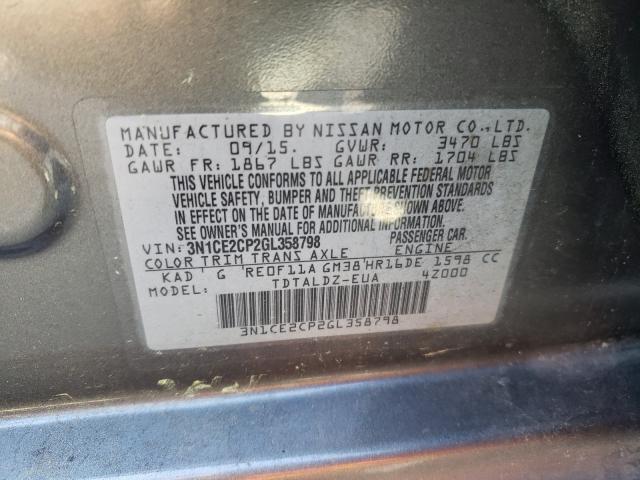 MANUFACTURED BY NISSAN MOTOR CO.,LTD.
DATE: 09/15. GVWR: 3470 LBS
GAWR FR: 1867 LBS GAWR RR: 1704 LBS
THIS VEHICLE CONFORMS TO ALL APPLICABLE FEDERAL MOTOR
VEHICLE SAFETY, BUMPER AND THEFT PREVENTION STANDARDS
IN EFFECT ON THE DATE OF MANUFACTURE SHOWN ABOVE.
SEE OWNER'S MANUAL FOR ADDITIONAL INFORMATION.
VIN: 3N1CE2CP2GL358798 PASSENGER CAR.
COLOR TRIM TRANS AXLE ENGINE
KAD G RE0F11A GM38 HR16DE 1598 CC
MODEL: TDTALDZ-EUA 4Z000
3N1CE2CP2GL358798